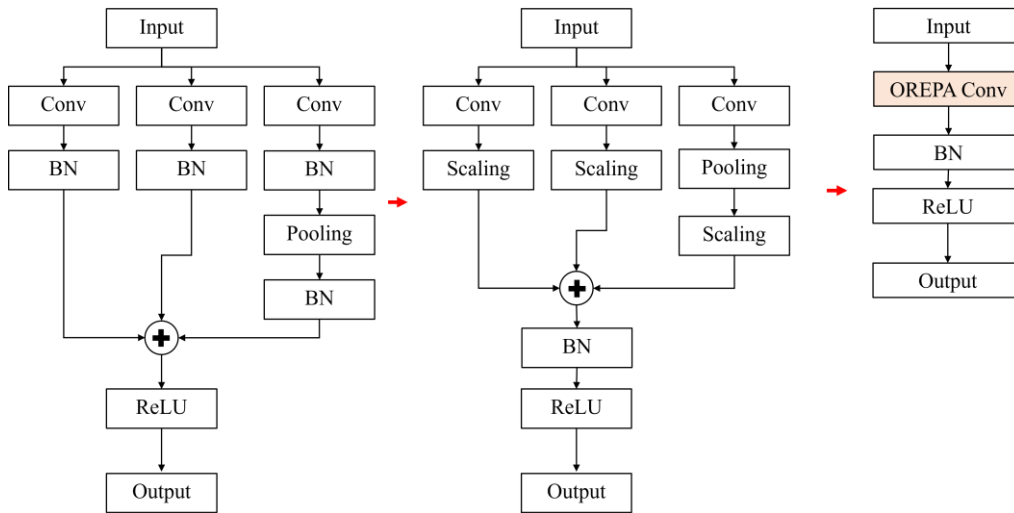 Input
Conv
Conv
Conv
BN
BN
BN
Pooling
BN
ReLU
Output
Input
Conv
Conv
Conv
Scaling
Scaling
Pooling
Scaling
BN
ReLU
Output
Input
OREPA Conv
BN
ReLU
Output